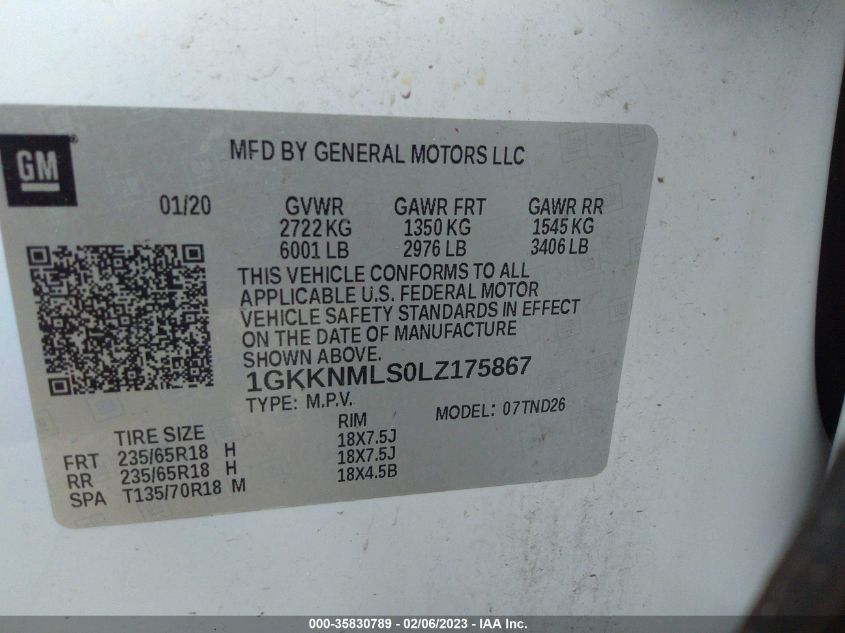 GM®
MFD BY GENERAL MOTORS LLC
01/20 GVWR GAWR FRT GAWR RR
2722 KG 1350 KG 1545 KG
6001 LB 2976 LB 3406 LB
THIS VEHICLE CONFORMS TO ALL
APPLICABLE U.S. FEDERAL MOTOR
VEHICLE SAFETY STANDARDS IN EFFECT
ON THE DATE OF MANUFACTURE
SHOWN ABOVE.
1GKKNMLS0LZ175867
TYPE: M.P.V. MODEL: 07TND26
TIRE SIZE RIM
FRT 235/65R18 H 18X7.5J
RR 235/65R18 H 18X7.5J
SPA T135/70R18 M 18X4.5B
000-35830789 - 02/06/2023 - IAA Inc.